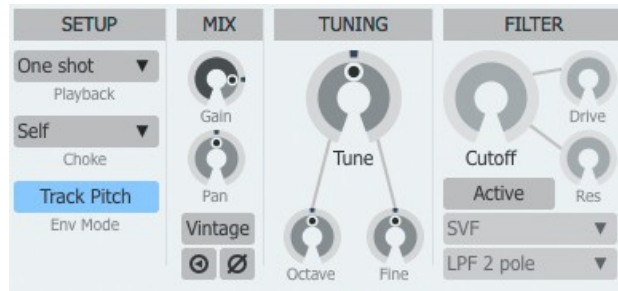 SETUP
One shot
Playback
Self
Choke
Track Pitch
Env Mode
MIX
Gain
Pan
Vintage
TUNING
Tune
Octave
Fine
FILTER
Drive
Cutoff
Res
Active
SVF
LPF 2 pole